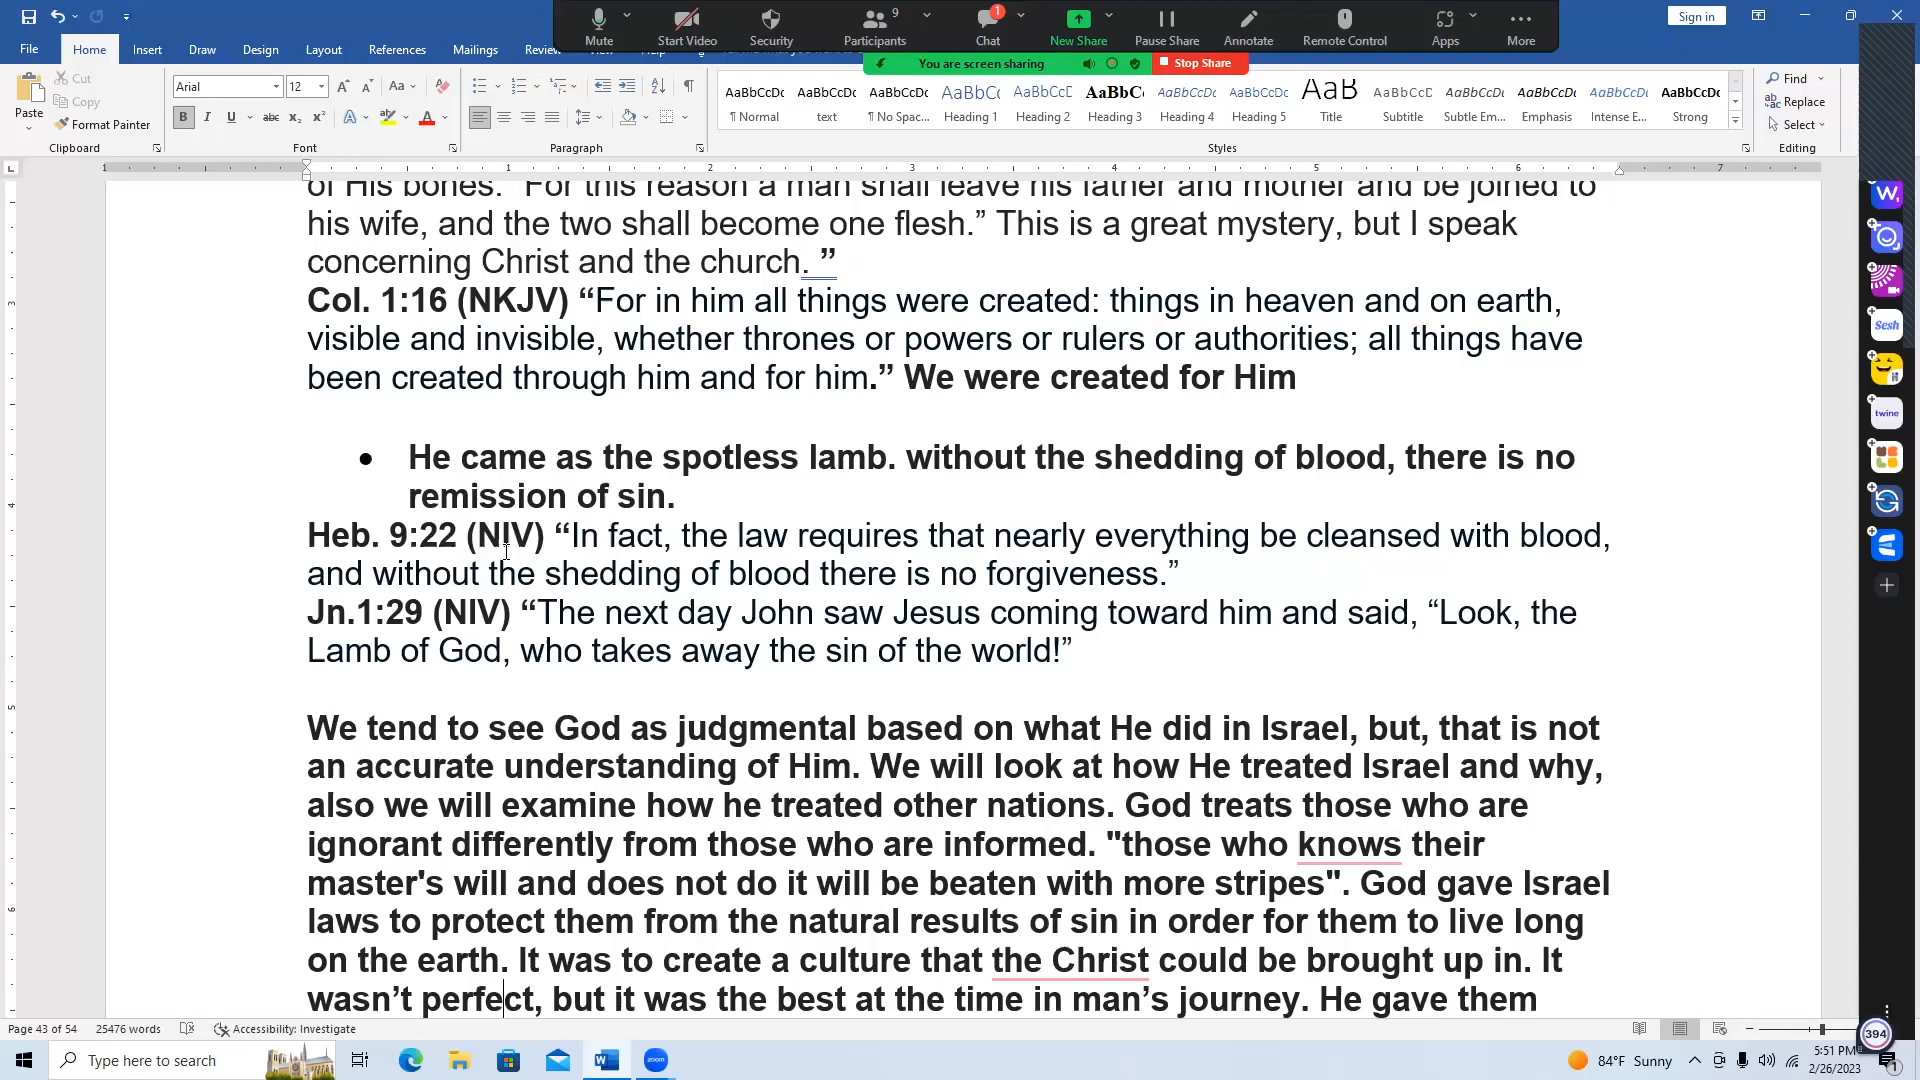 Sign in
File Home Insert Draw Design Layout References Mailings Review View Help
Mute Start Video Security Participants 9 Chat 1 New Share Pause Share Annotate Remote Control Apps More
You are screen sharing Stop Share
Paste Cut Copy Format Painter
Arial 12
Clipboard Font Paragraph Styles Editing
AaBbCcDc AaBbCcDc AaBbCcDc AaBbCc AaBbCcD AaBbC AaBbCcD AaBbCcDc AaB AaBbCcD AaBbCcDc AaBbCcDc AaBbCcDc AaBbCcDc
¶ Normal text ¶ No Spac... Heading 1 Heading 2 Heading 3 Heading 4 Heading 5 Title Subtitle Subtle Em... Emphasis Intense E... Strong
Find
Replace
Select
of His bones. “For this reason a man shall leave his father and mother and be joined to
his wife, and the two shall become one flesh.” This is a great mystery, but I speak
concerning Christ and the church. ”
Col. 1:16 (NKJV) “For in him all things were created: things in heaven and on earth,
visible and invisible, whether thrones or powers or rulers or authorities; all things have
been created through him and for him.” We were created for Him
● He came as the spotless lamb. without the shedding of blood, there is no
remission of sin.
Heb. 9:22 (NIV) “In fact, the law requires that nearly everything be cleansed with blood,
and without the shedding of blood there is no forgiveness.”
Jn.1:29 (NIV) “The next day John saw Jesus coming toward him and said, “Look, the
Lamb of God, who takes away the sin of the world!”
We tend to see God as judgmental based on what He did in Israel, but, that is not
an accurate understanding of Him. We will look at how He treated Israel and why,
also we will examine how he treated other nations. God treats those who are
ignorant differently from those who are informed. "those who knows their
master's will and does not do it will be beaten with more stripes". God gave Israel
laws to protect them from the natural results of sin in order for them to live long
on the earth. It was to create a culture that the Christ could be brought up in. It
wasn’t perfect, but it was the best at the time in man’s journey. He gave them
Sesh
twine
394
Page 43 of 54 25476 words Accessibility: Investigate
Type here to search
zoom
84°F Sunny
5:51 PM
2/26/2023